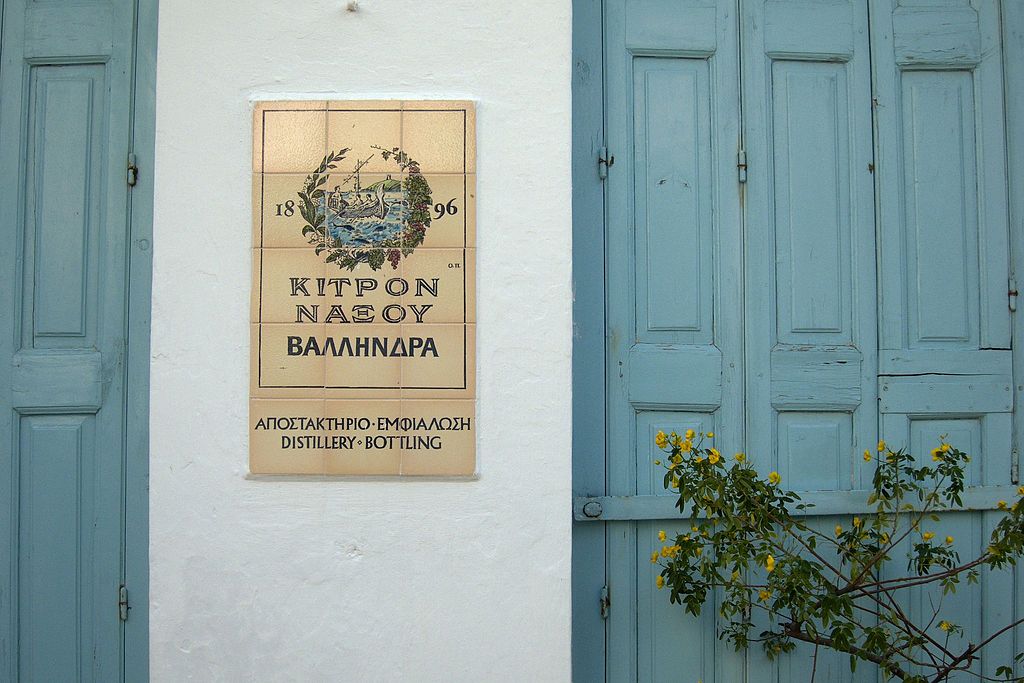 18 96
Ο.Π.
ΚΙΤΡΟΝ
ΝΑΞΟΥ
ΒΑΛΛΗΝΔΡΑ
ΑΠΟΣΤΑΚΤΗΡΙΟ·ΕΜΦΙΑΛΩΣΗ
DISTILLERY·BOTTLING